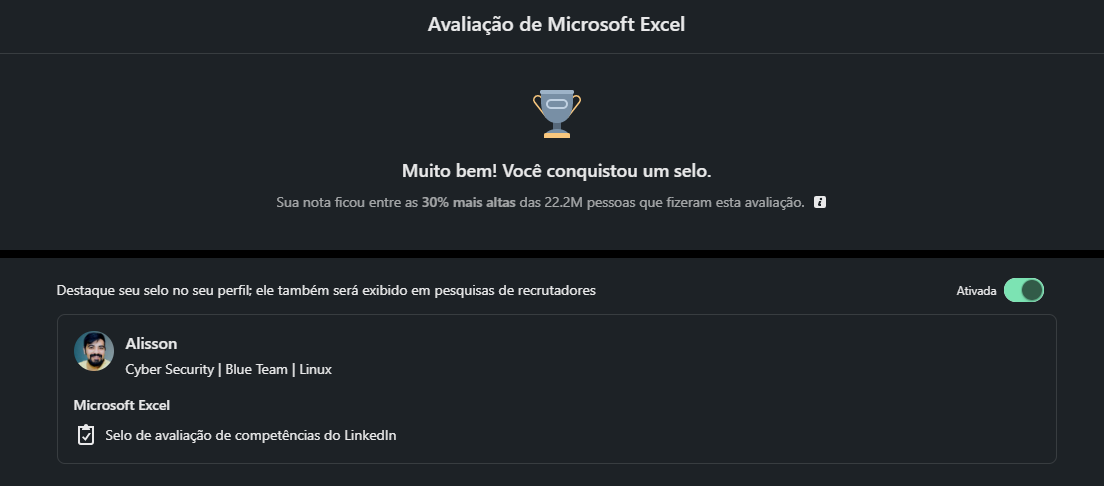 Avaliação de Microsoft Excel
Muito bem! Você conquistou um selo.
Sua nota ficou entre as 30% mais altas das 22.2M pessoas que fizeram esta avaliação.
Destaque seu selo no seu perfil; ele também será exibido em pesquisas de recrutadores
Ativada
Alisson
Cyber Security | Blue Team | Linux
Microsoft Excel
Selo de avaliação de competências do LinkedIn